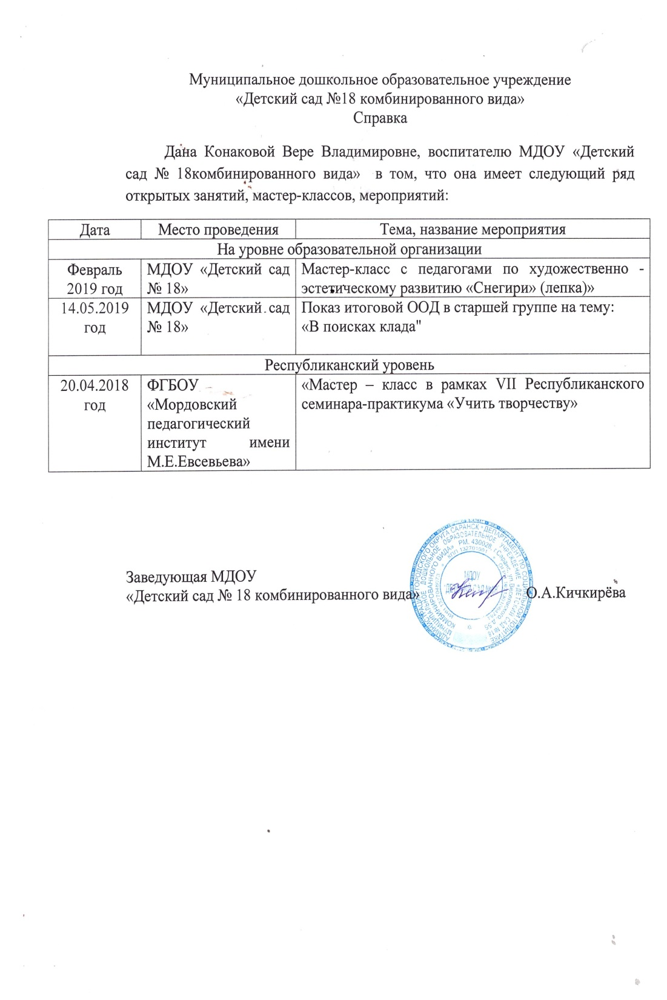 Муниципальное дошкольное образовательное учреждение
«Детский сад №18 комбинированного вида»
Справка
Дана Конаковой Вере Владимировне, воспитателю МДОУ «Детский
сад № 18комбинированного вида» в том, что она имеет следующий ряд
открытых занятий, мастер-классов, мероприятий:
Дата Место проведения Тема, название мероприятия
На уровне образовательной организации
Февраль МДОУ «Детский сад Мастер-класс с педагогами по художественно -
2019 год № 18» эстетическому развитию «Снегири» (лепка)»
14.05.2019 МДОУ «Детский сад Показ итоговой ООД в старшей группе на тему:
год № 18» «В поисках клада"
Республиканский уровень
20.04.2018 ФГБОУ «Мастер – класс в рамках VII Республиканского
год «Мордовский семинара-практикума «Учить творчеству»
педагогический
институт имени
М.Е.Евсевьева»
Заведующая МДОУ
«Детский сад № 18 комбинированного вида» О.А.Кичкирёва
АДМИНИСТРАЦИЯ ГОРОДСКОГО ОКРУГА САРАНСК * ДЕПАРТАМЕНТ ПО СОЦИАЛЬНОЙ ПОЛИТИКЕ
МУНИЦИПАЛЬНОЕ ДОШКОЛЬНОЕ ОБРАЗОВАТЕЛЬНОЕ УЧРЕЖДЕНИЕ «ДЕТСКИЙ САД №18
КОМБИНИРОВАННОГО ВИДА» РМ, 430028, г.Саранск
КПП 132701001
МДОУ